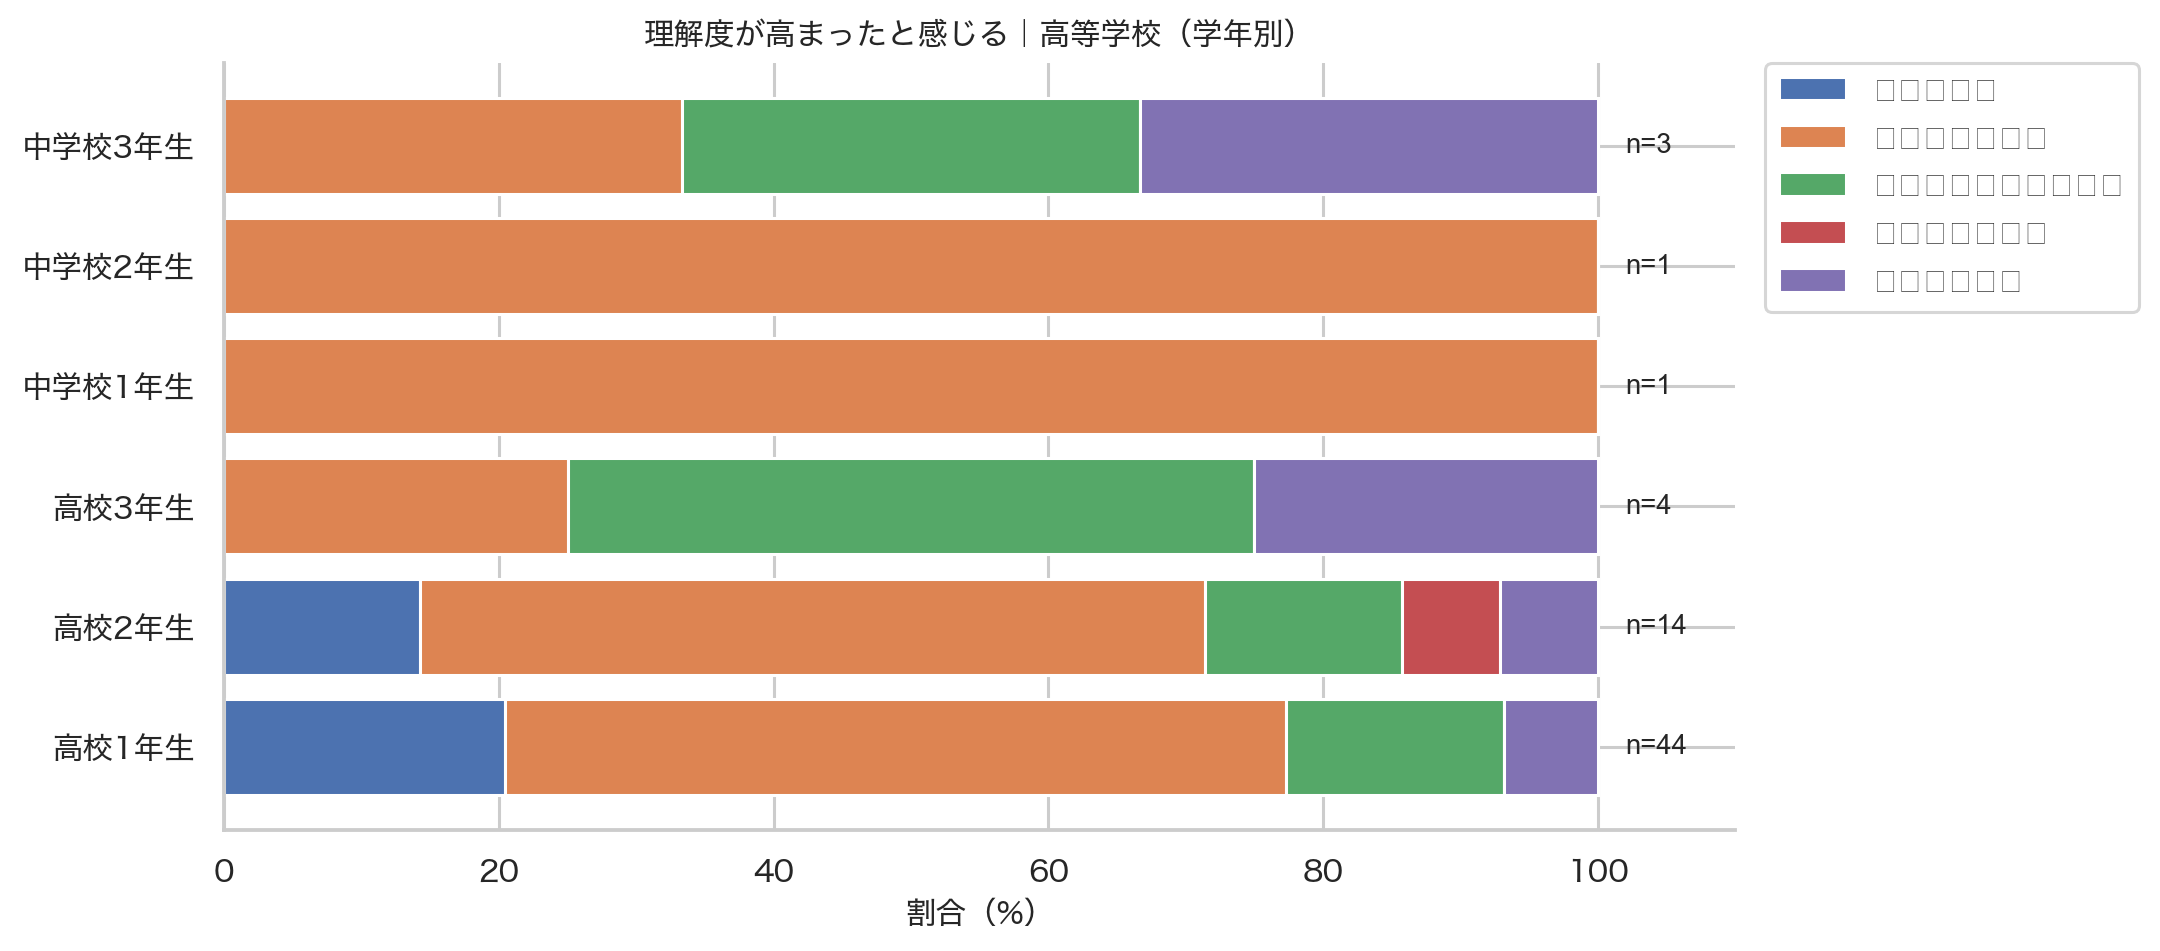 理解度が高まったと感じる｜高等学校（学年別）
中学校3年生
n=3
中学校2年生
n=1
中学校1年生
n=1
高校3年生
n=4
高校2年生
n=14
高校1年生
n=44
0 20 40 60 80 100
割合（%）